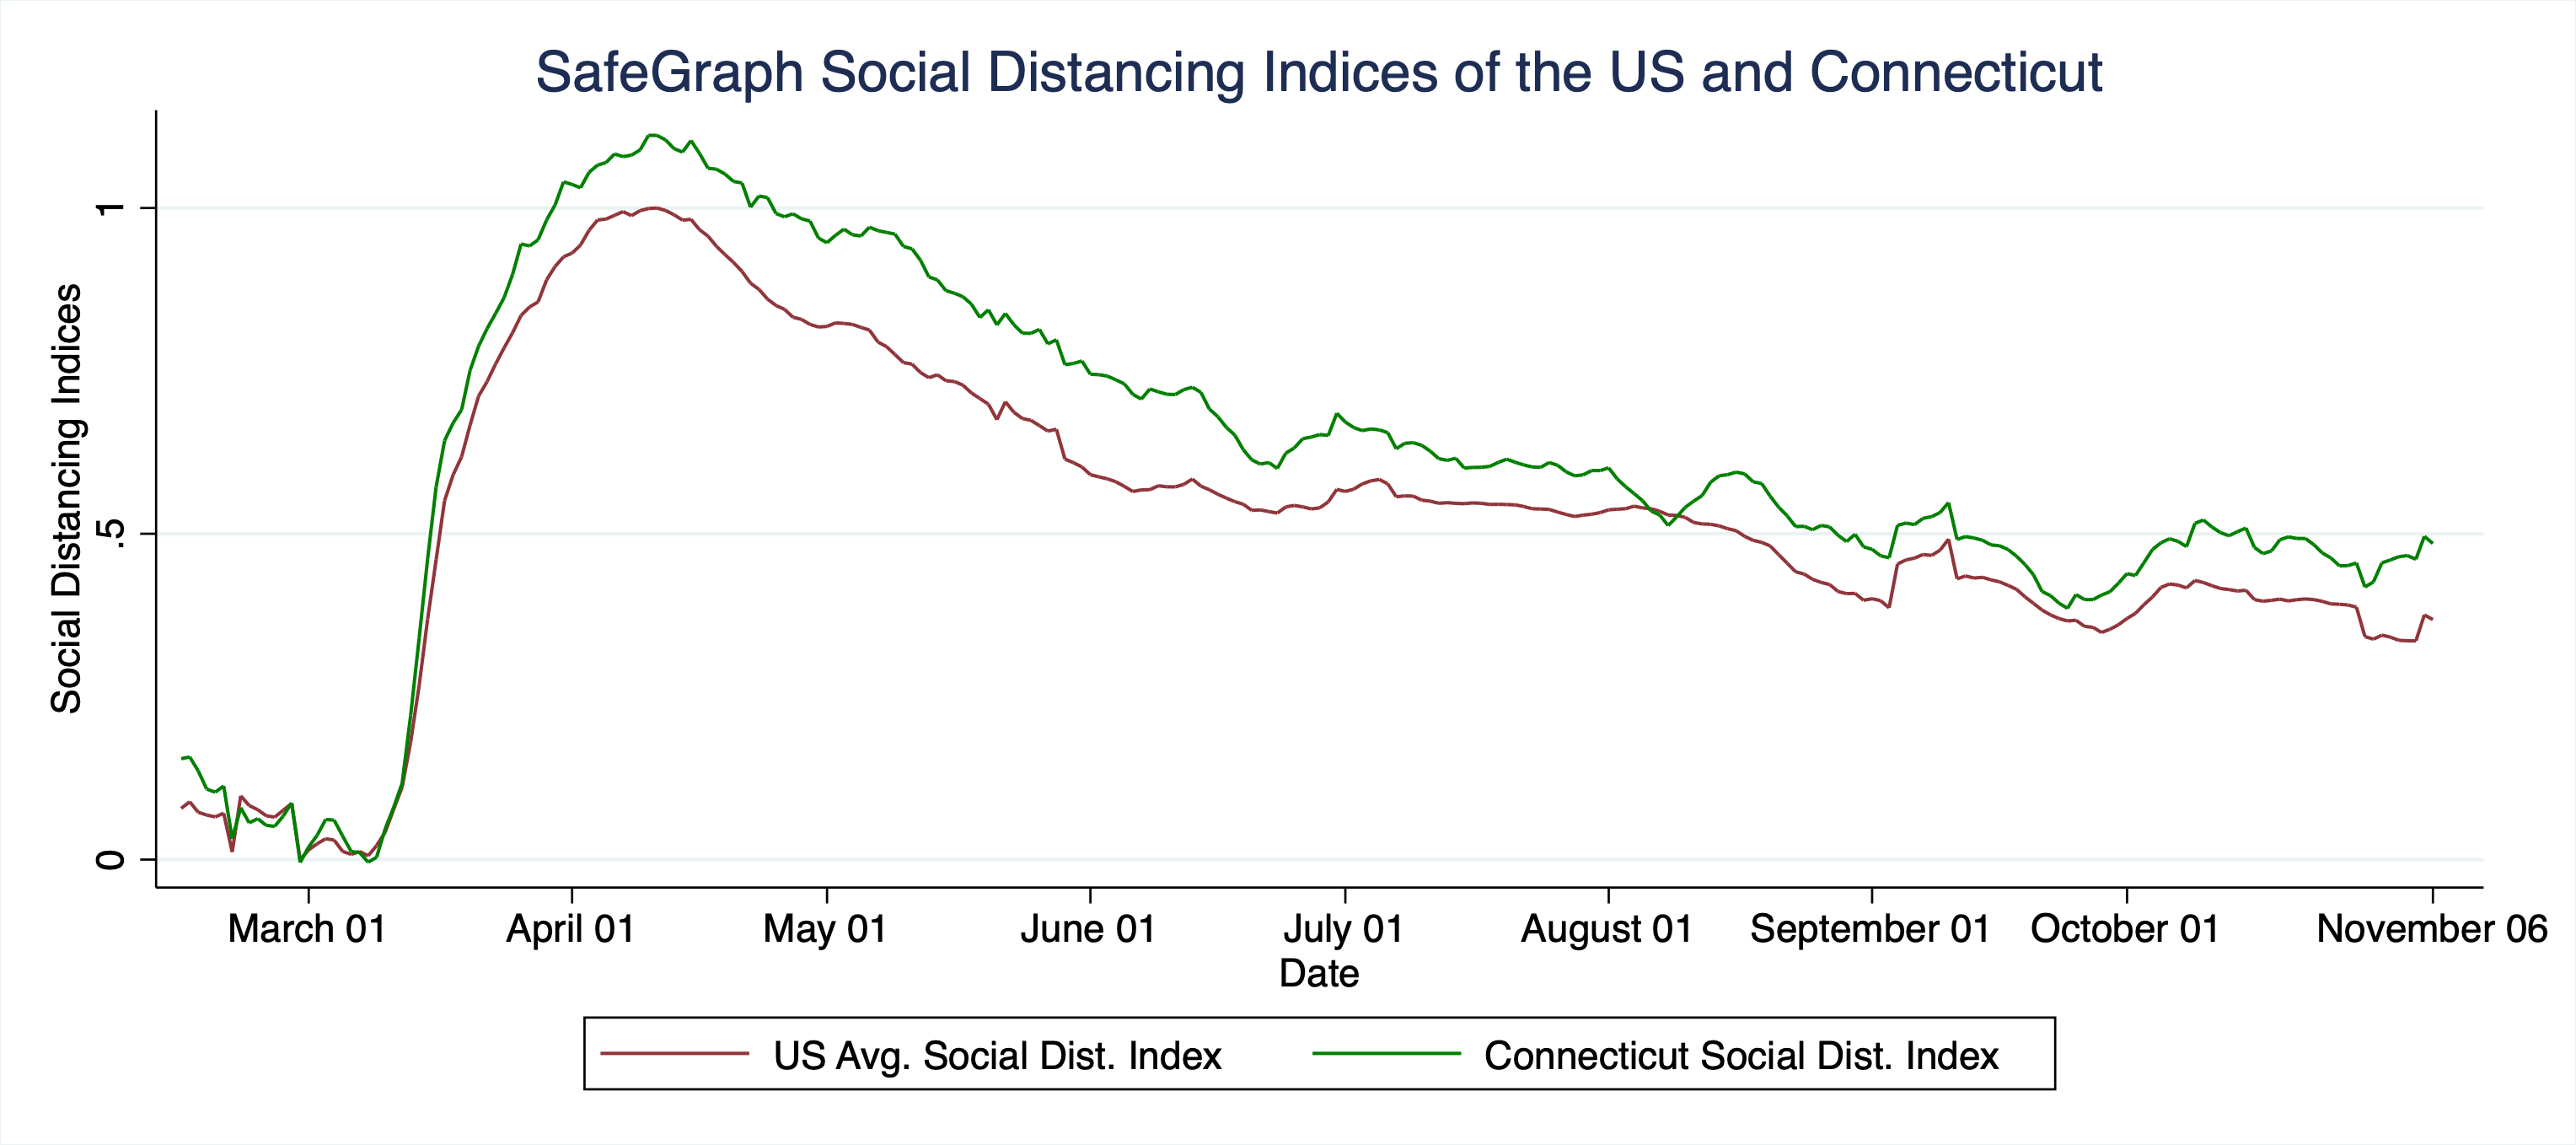 SafeGraph Social Distancing Indices of the US and Connecticut
Social Distancing Indices
1
.5
0
March 01 April 01 May 01 June 01 July 01 August 01 September 01 October 01 November 06
Date
US Avg. Social Dist. Index Connecticut Social Dist. Index